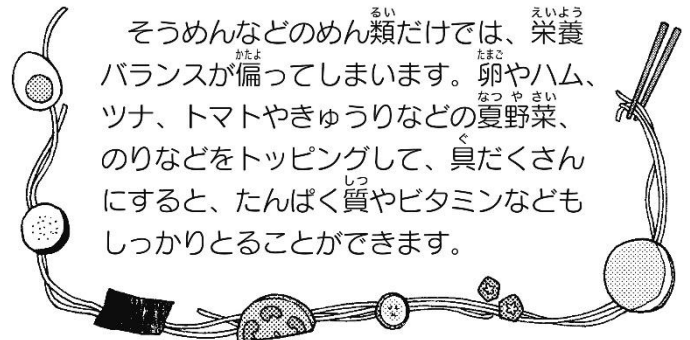 そうめんなどのめん類だけでは、栄養
バランスが偏ってしまいます。卵やハム、
ツナ、トマトやきゅうりなどの夏野菜、
のりなどをトッピングして、具だくさん
にすると、たんぱく質やビタミンなども
しっかりとることができます。